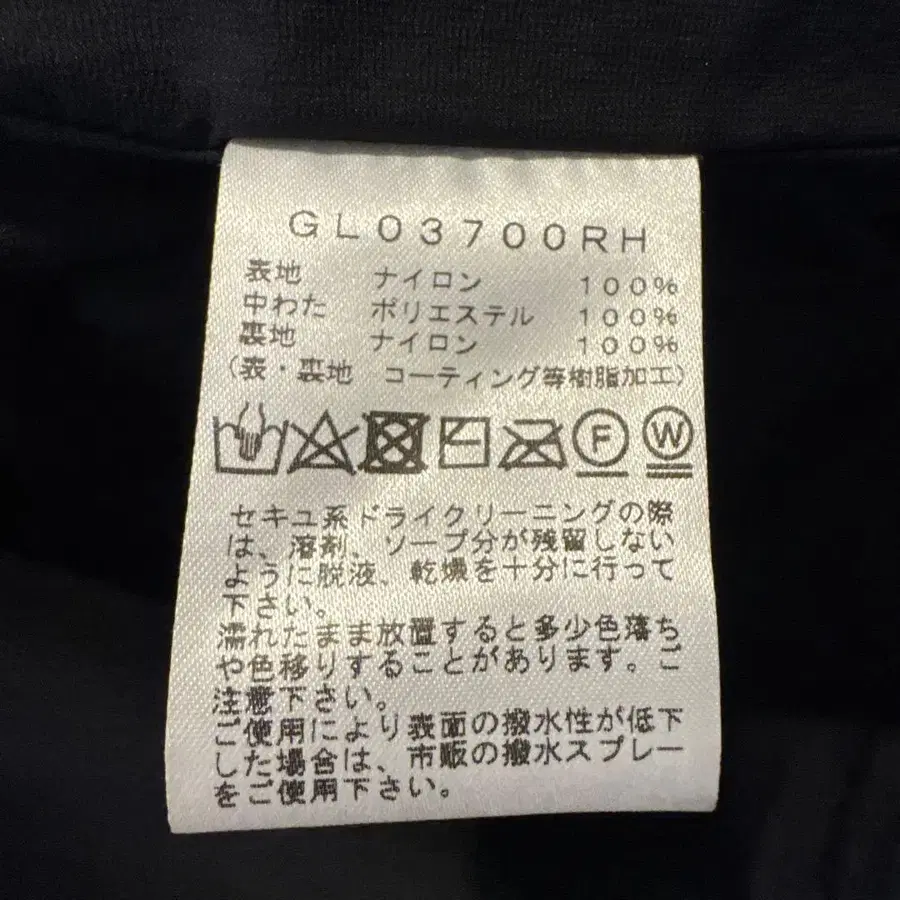 GL03700RH
表地 ナイロン 100%
中わた ポリエステル 100%
裏地 ナイロン 100%
(表・裏地 コーティング等樹脂加工)
F W
セキユ系ドライクリーニングの際
は、溶剤、ソープ分が残留しない
ように脱液、乾燥を十分に行って
下さい。
濡れたまま放置すると多少色落ち
や色移りすることがあります。ご
注意下さい。
ご使用により表面の撥水性が低下
した場合は、市販の撥水スプレー
をご使用下さい。